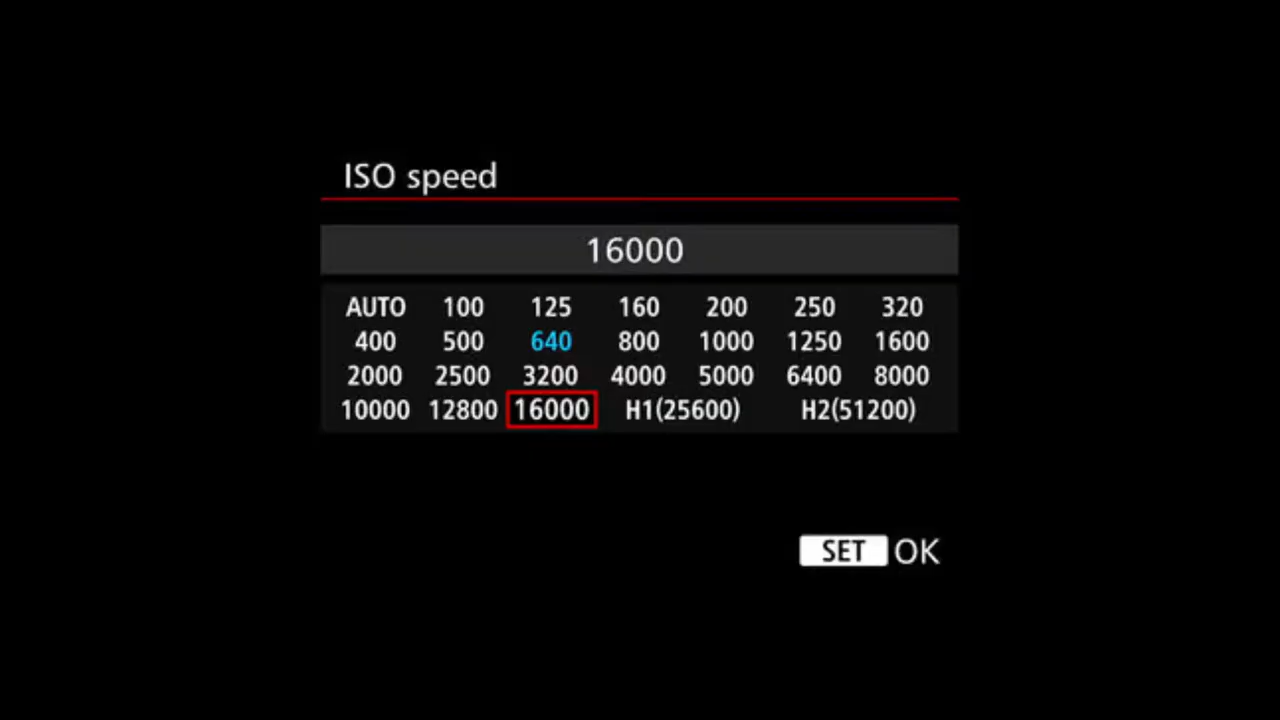 ISO speed
16000
AUTO 100 125 160 200 250 320
400 500 640 800 1000 1250 1600
2000 2500 3200 4000 5000 6400 8000
10000 12800 16000 H1(25600) H2(51200)
SET OK